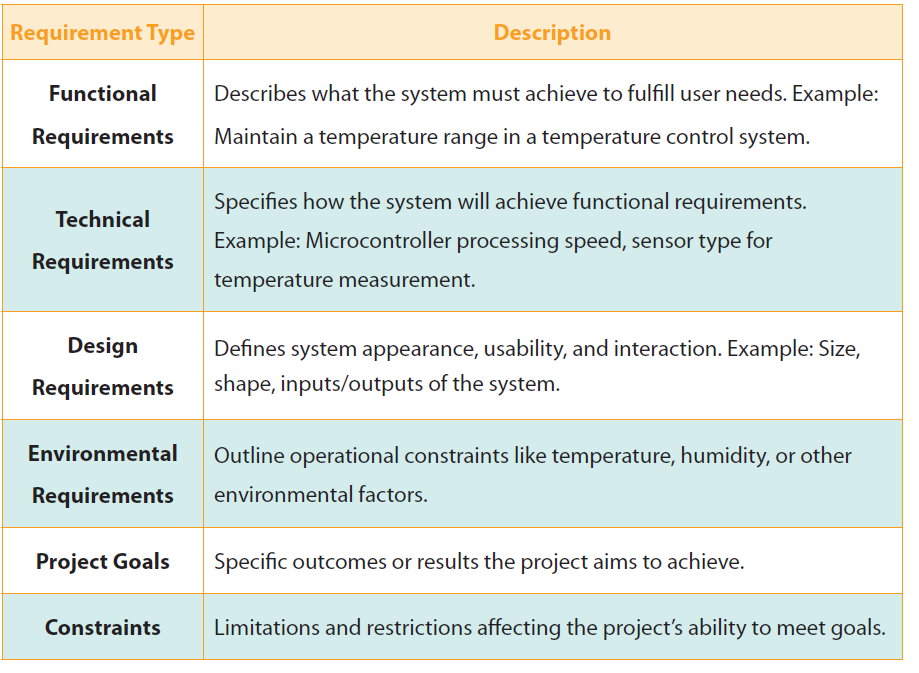 Requirement Type
Description
Functional
Requirements
Describes what the system must achieve to fulfill user needs. Example:
Maintain a temperature range in a temperature control system.
Technical
Requirements
Specifies how the system will achieve functional requirements.
Example: Microcontroller processing speed, sensor type for
temperature measurement.
Design
Requirements
Defines system appearance, usability, and interaction. Example: Size,
shape, inputs/outputs of the system.
Environmental
Requirements
Outline operational constraints like temperature, humidity, or other
environmental factors.
Project Goals
Specific outcomes or results the project aims to achieve.
Constraints
Limitations and restrictions affecting the project’s ability to meet goals.